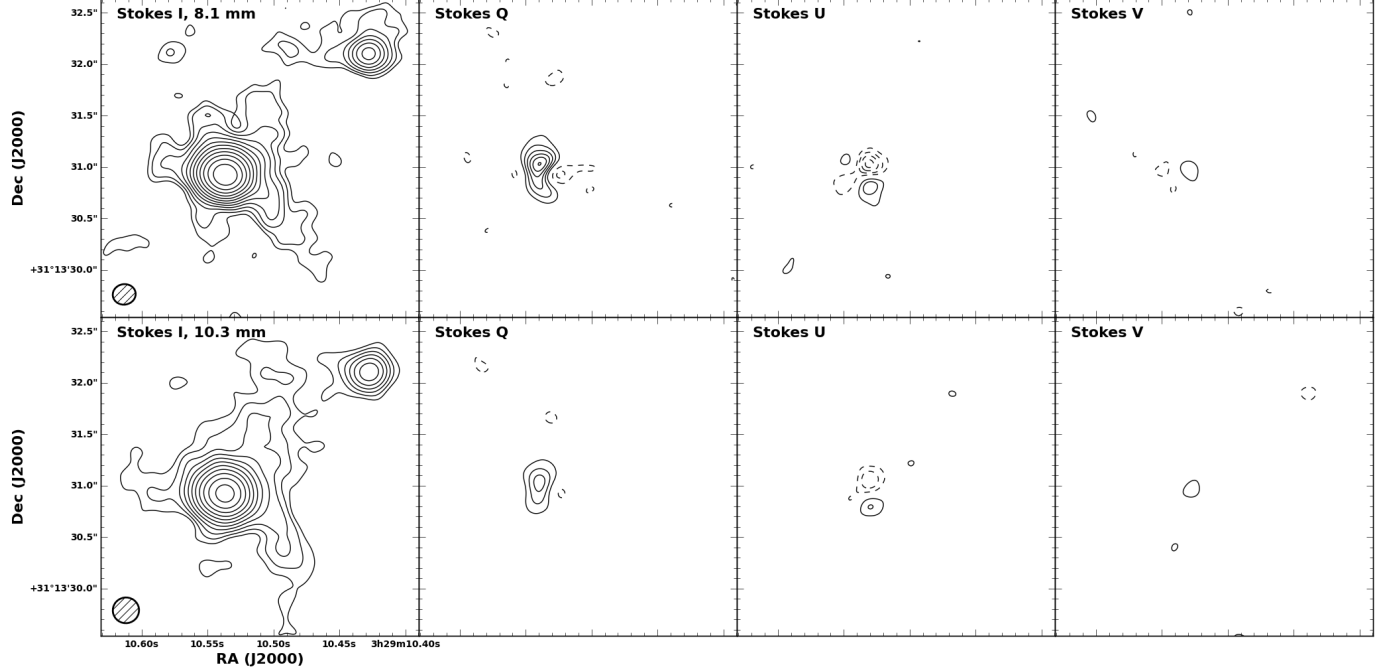 Stokes I, 8.1 mm
Stokes Q
Stokes U
Stokes V
32.5"
32.0"
31.5"
31.0"
30.5"
+31°13'30.0"
Dec (J2000)
Stokes I, 10.3 mm
Stokes Q
Stokes U
Stokes V
32.5"
32.0"
31.5"
31.0"
30.5"
+31°13'30.0"
Dec (J2000)
10.60s 10.55s 10.50s 10.45s 3h29m10.40s
RA (J2000)